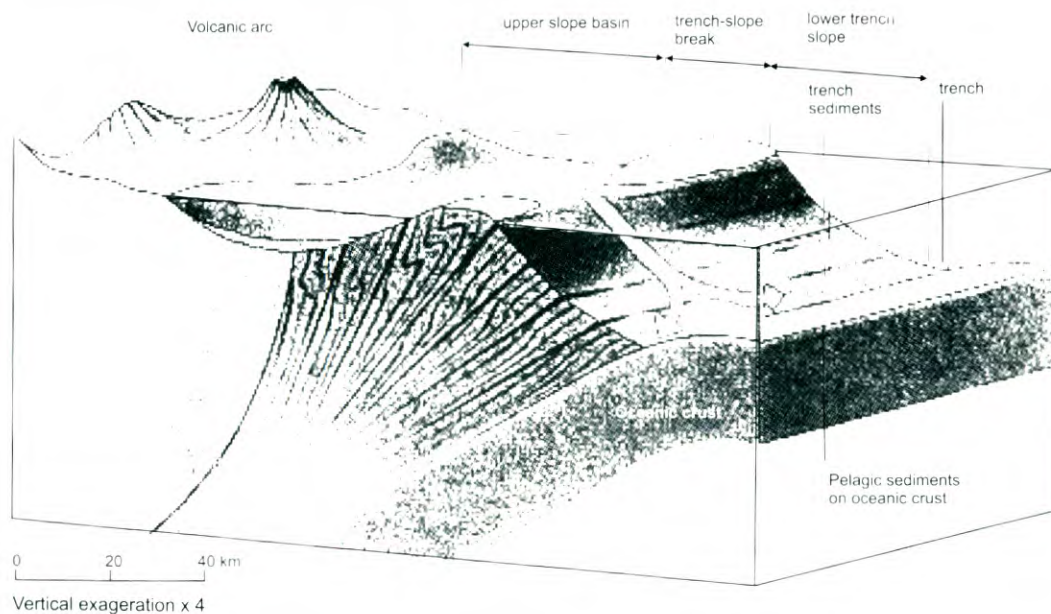 Volcanic arc
upper slope basin
trench-slope
break
lower trench
slope
trench
sediments
trench
Oceanic crust
Pelagic sediments
on oceanic crust
0 20 40 km
Vertical exageration x 4